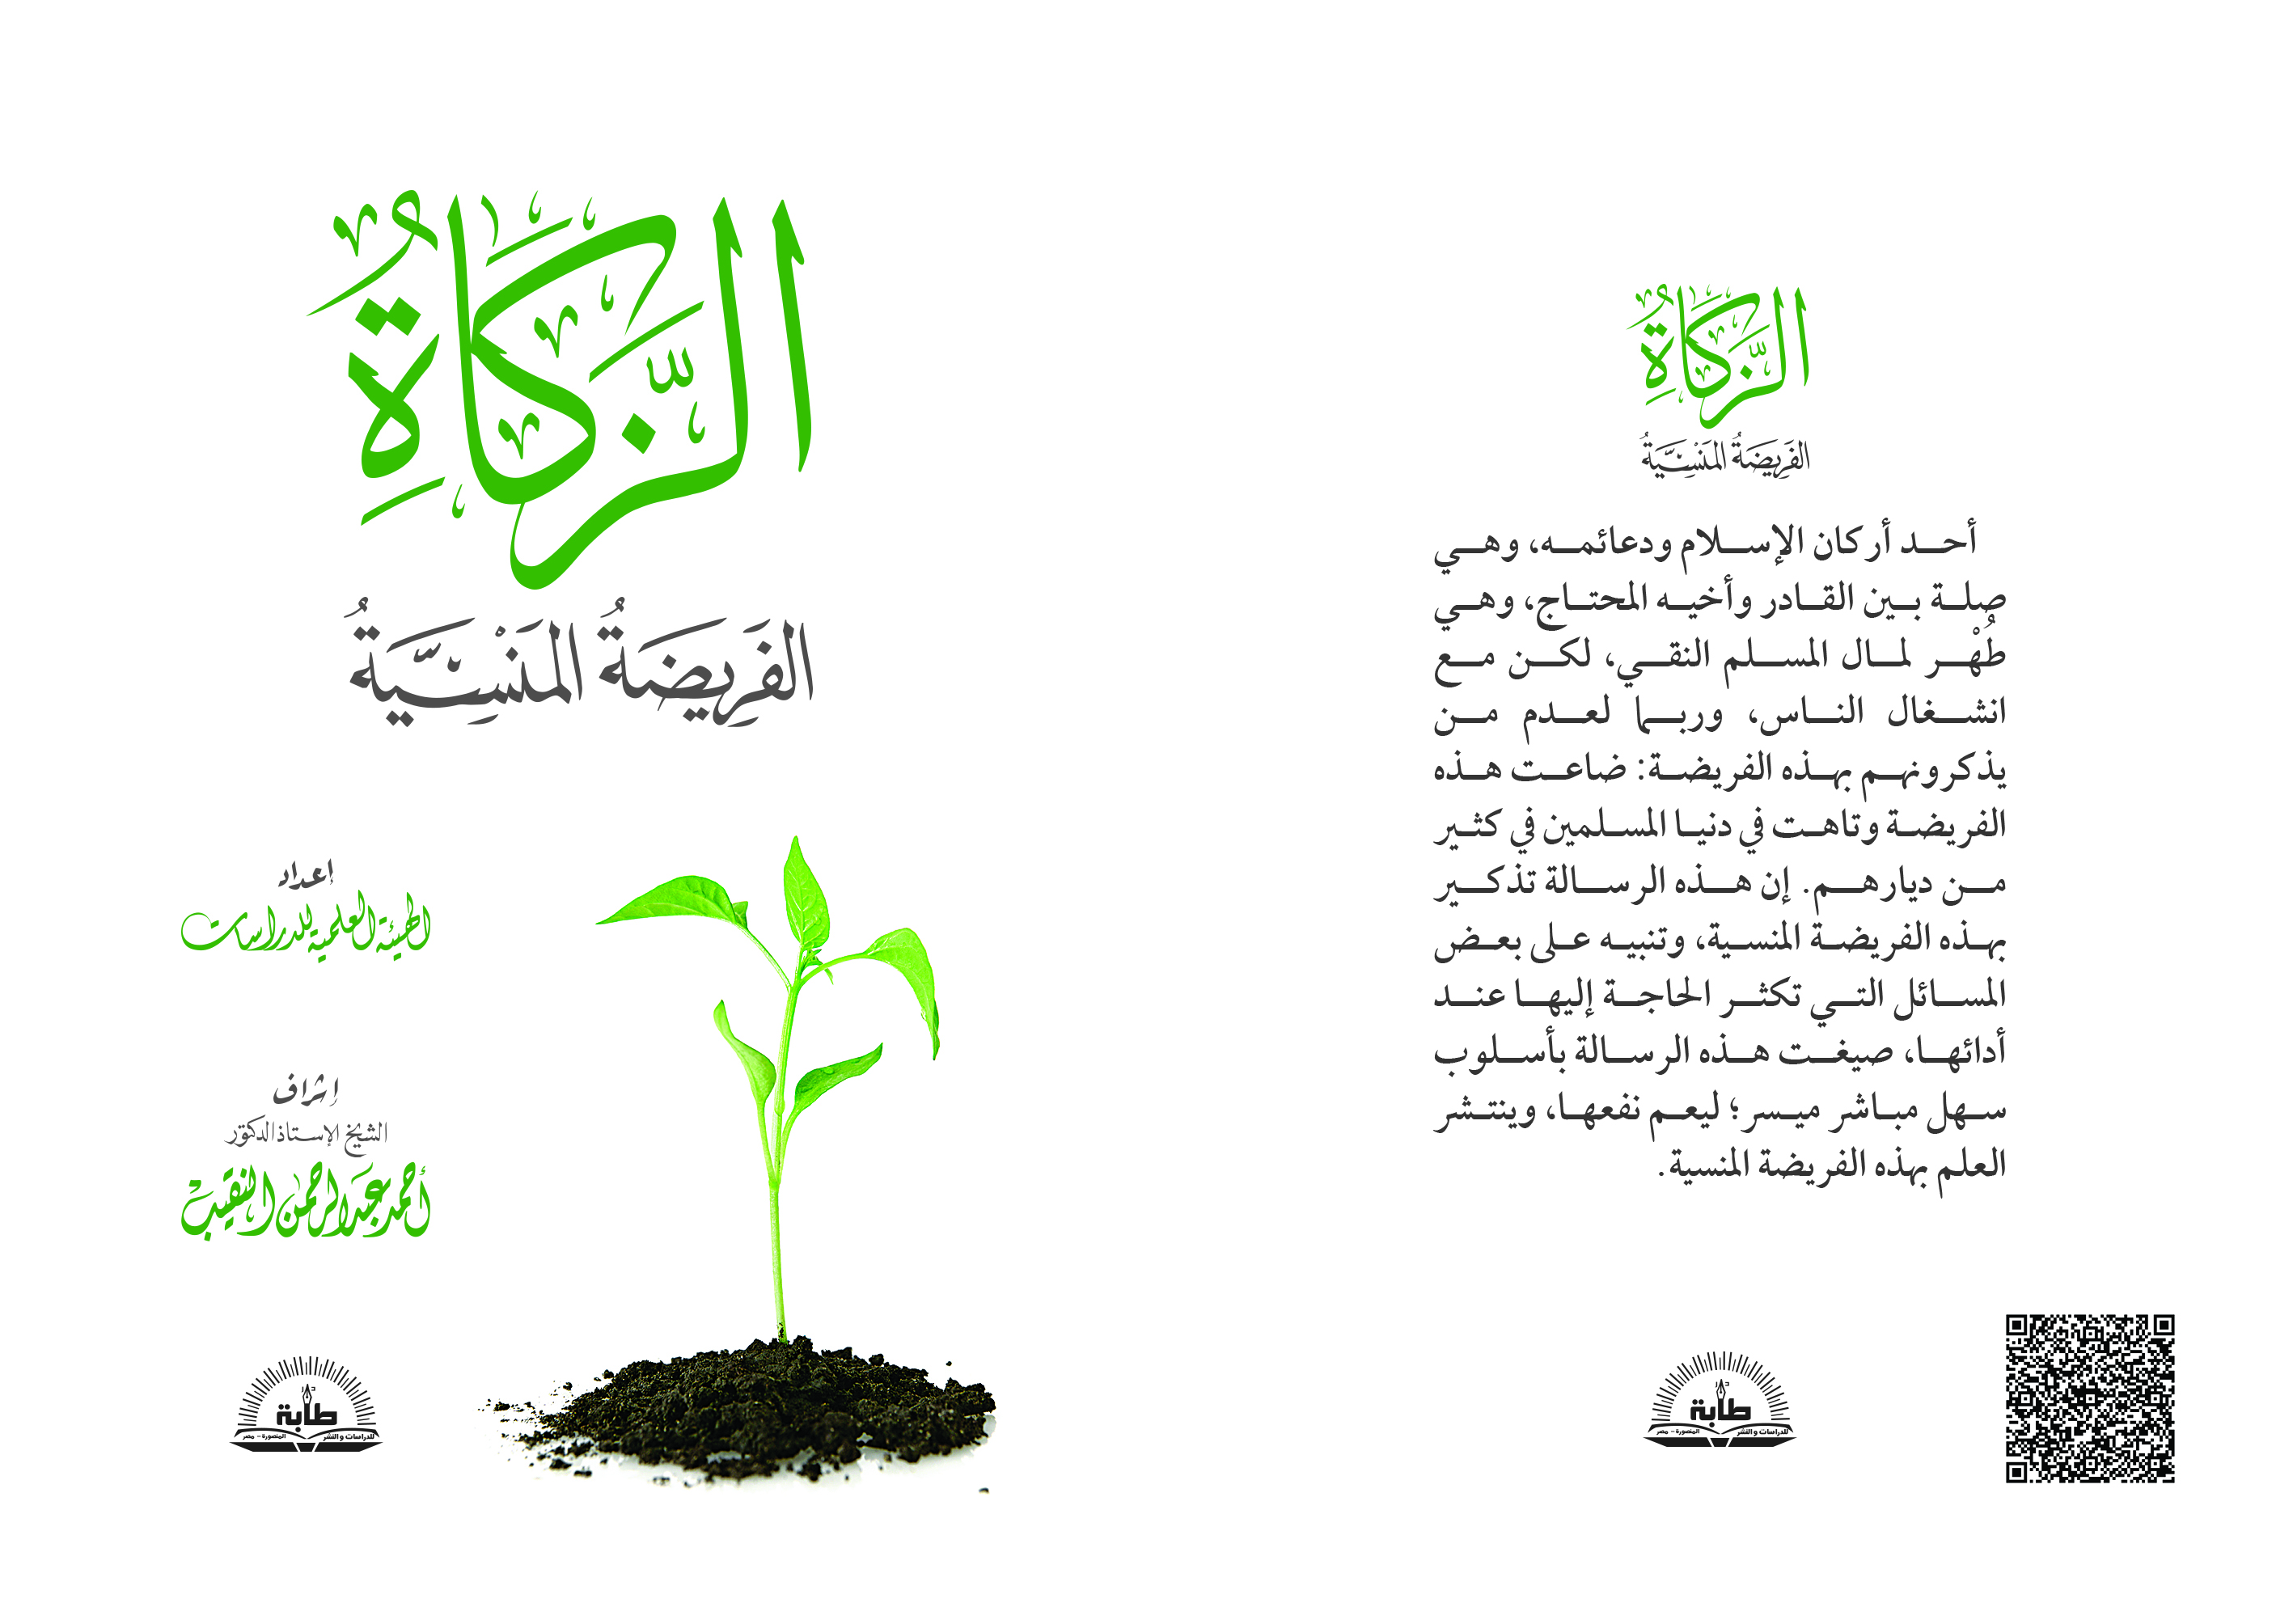 الزَّكَاةُ
الفَرِيضَةُ المَنْسِيَّةُ
إعداد
الهيئة العلمية للدراسات
إشراف
الشيخ الاستاذ الدكتور
أحمد عبد الرحمن النقيب
دار
طابة
للدراسات والنشر
المنصورة - مصر
الزَّكَاةُ
الفَرِيضَةُ المَنْسِيَّةُ
أحد أركان الإسلام ودعائمه، وهي
صلة بين القادر وأخيه المحتاج، وهي
طُهْر لمال المسلم النقي، لكن مع
انشغال الناس، وربما لعدم من
يذكرونهم بهذه الفريضة: ضاعت هذه
الفريضة وتاهت في دنيا المسلمين في كثير
من ديارهم. إن هذه الرسالة تذكير
بهذه الفريضة المنسية، وتنبيه على بعض
المسائل التي تكثر الحاجة إليها عند
أدائها، صيغت هذه الرسالة بأسلوب
سهل مباشر ميسر؛ ليعم نفعها، وينتشر
العلم بهذه الفريضة المنسية.
دار
طابة
للدراسات والنشر
المنصورة - مصر